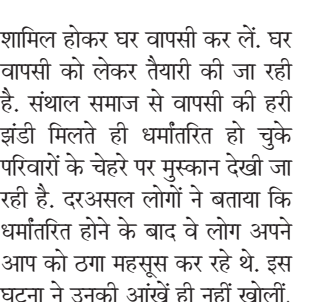 शामिल होकर घर वापसी कर लें. घर
वापसी को लेकर तैयारी की जा रही
है. संथाल समाज से वापसी की हरी
झंडी मिलते ही धर्मांतरित हो चुके
परिवारों के चेहरे पर मुस्कान देखी जा
रही है. दरअसल लोगों ने बताया कि
धर्मांतरित होने के बाद वे लोग अपने
आप को ठगा महसूस कर रहे थे. इस
घटना ने उनकी आंखें ही नहीं खोलीं,